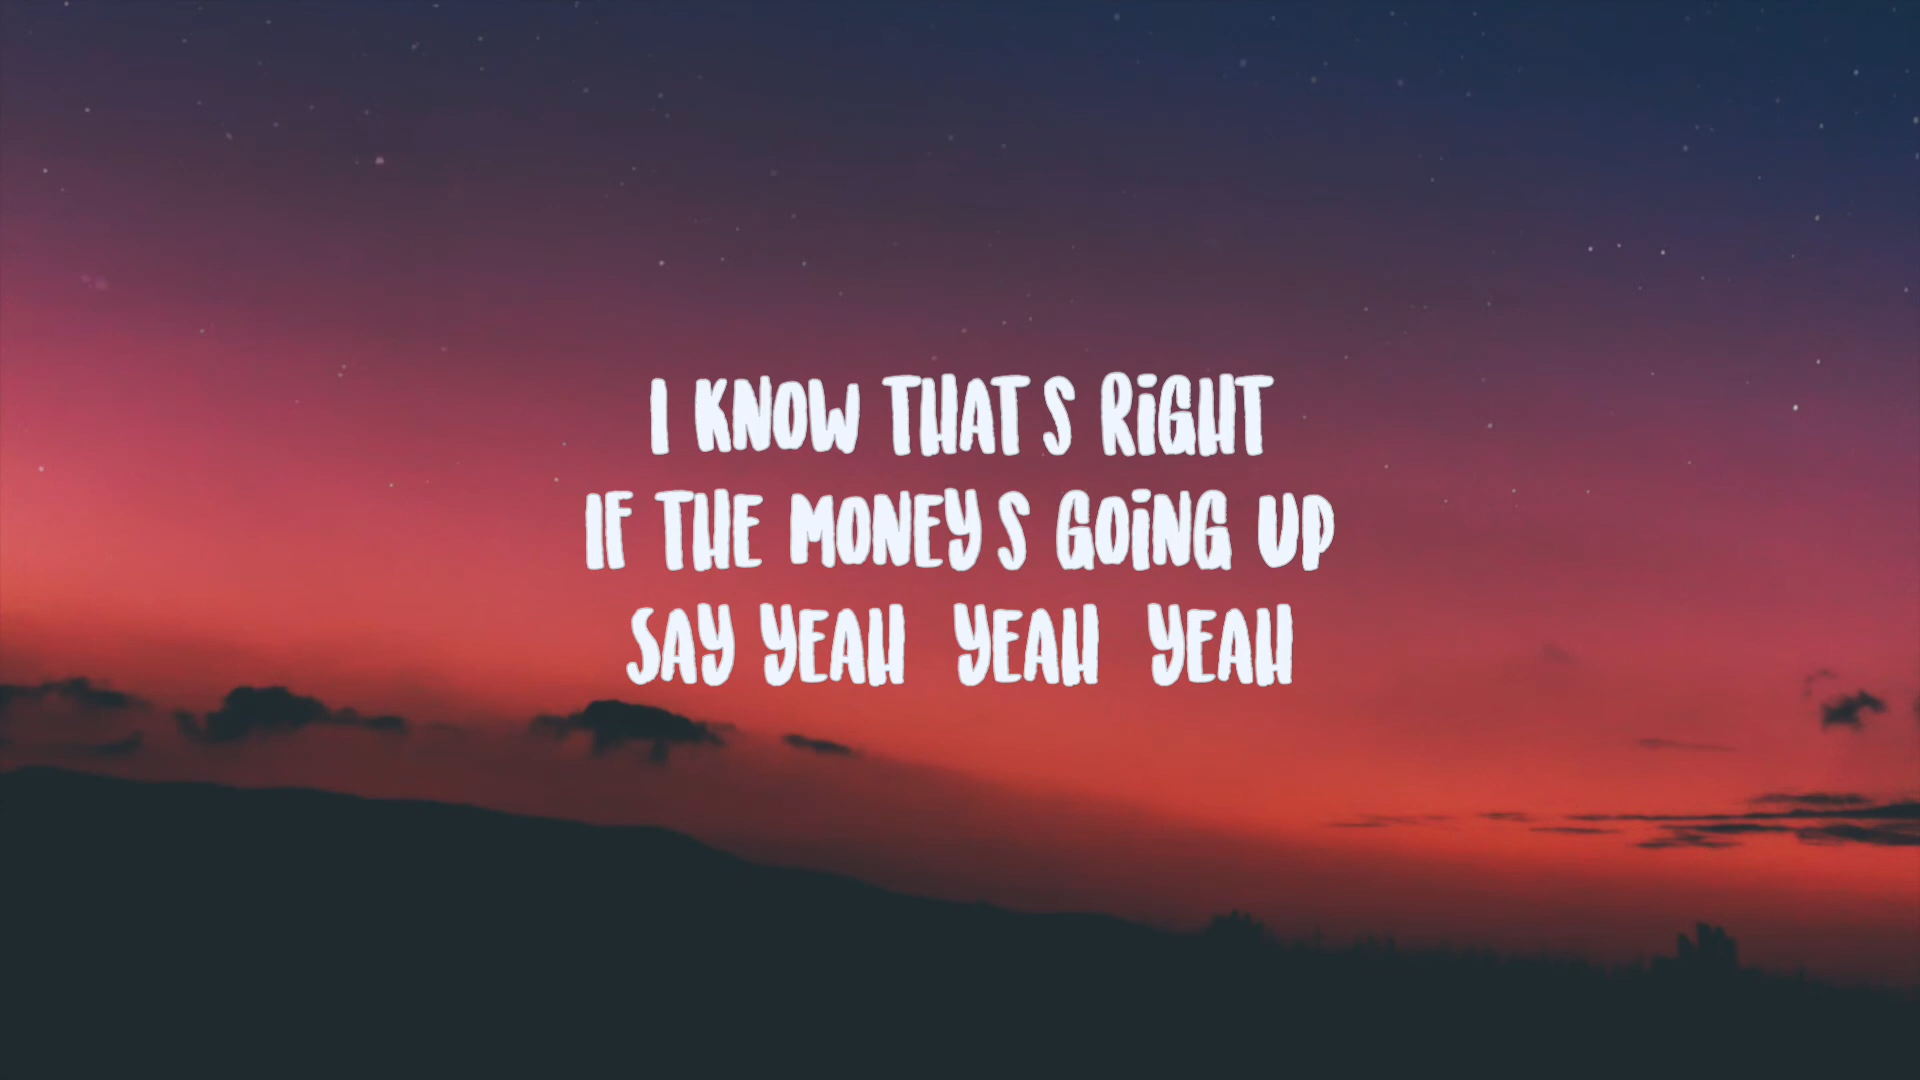 I KNOW THAT S RIGHT
IF THE MONEY S GOING UP
SAY YEAH YEAH YEAH